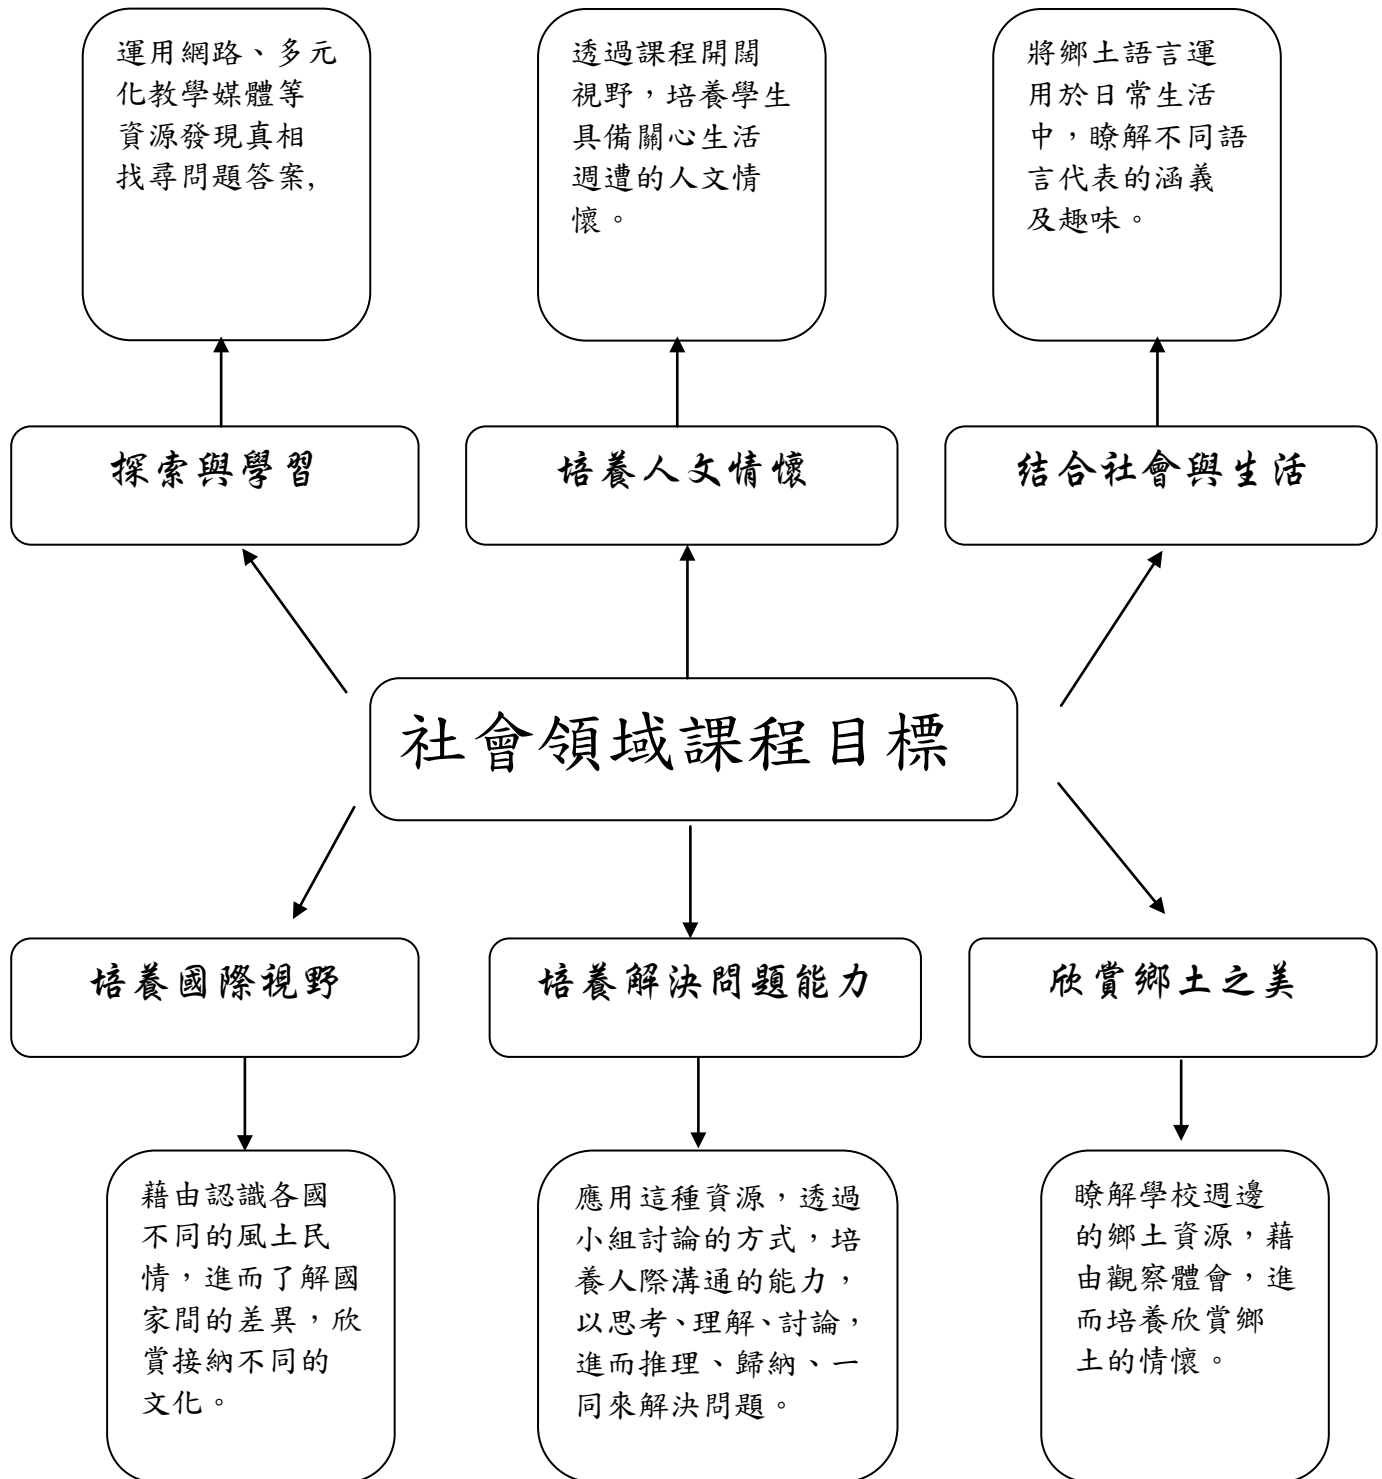 運用網路、多元
化教學媒體等
資源發現真相
找尋問題答案,
透過課程開闊
視野，培養學生
具備關心生活
週遭的人文情
懷。
將鄉土語言運
用於日常生活
中，瞭解不同語
言代表的涵義
及趣味。
探索與學習
培養人文情懷
結合社會與生活
社會領域課程目標
培養國際視野
培養解決問題能力
欣賞鄉土之美
藉由認識各國
不同的風土民
情，進而了解國
家間的差異，欣
賞接納不同的
文化。
應用這種資源，透過
小組討論的方式，培
養人際溝通的能力，
以思考、理解、討論，
進而推理、歸納、一
同來解決問題。
瞭解學校週邊
的鄉土資源，藉
由觀察體會，進
而培養欣賞鄉
土的情懷。